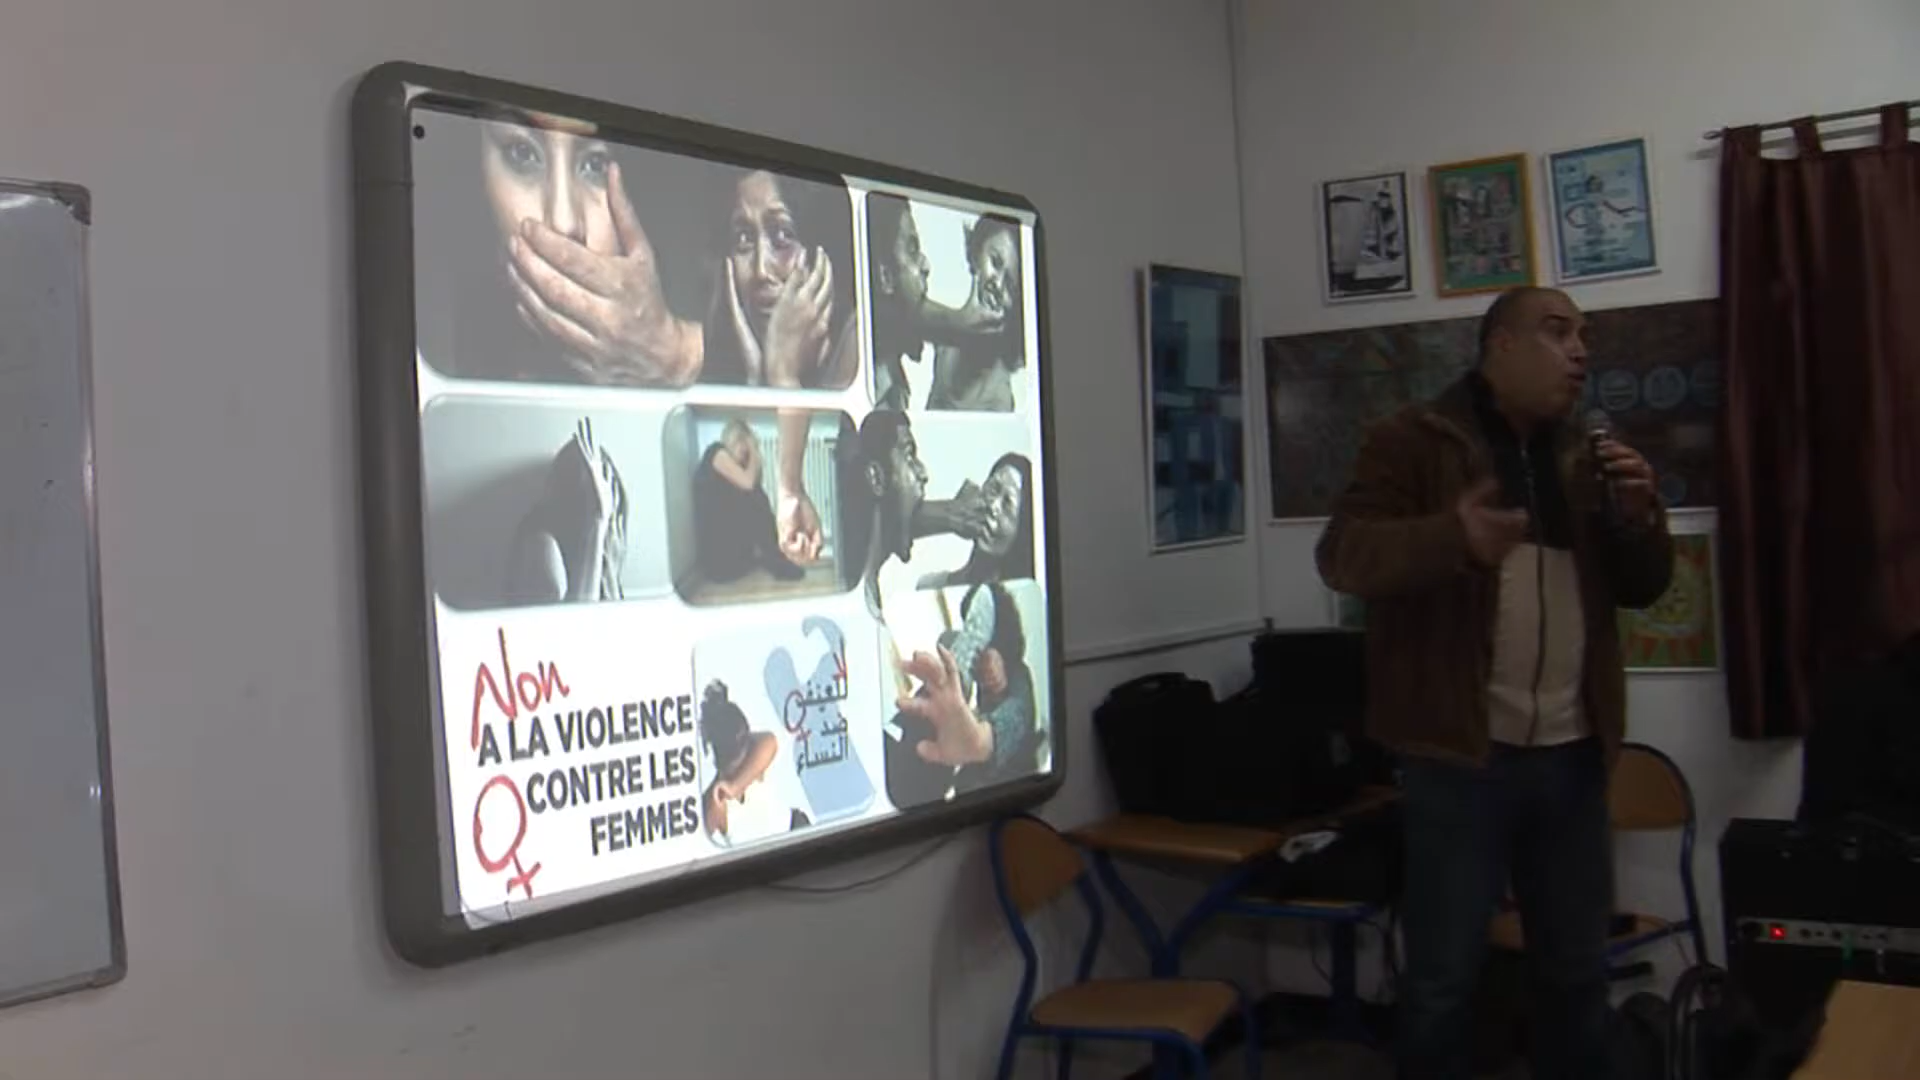 Non
A LA VIOLENCE
CONTRE LES
FEMMES
لا
للعنف
ضد
النساء